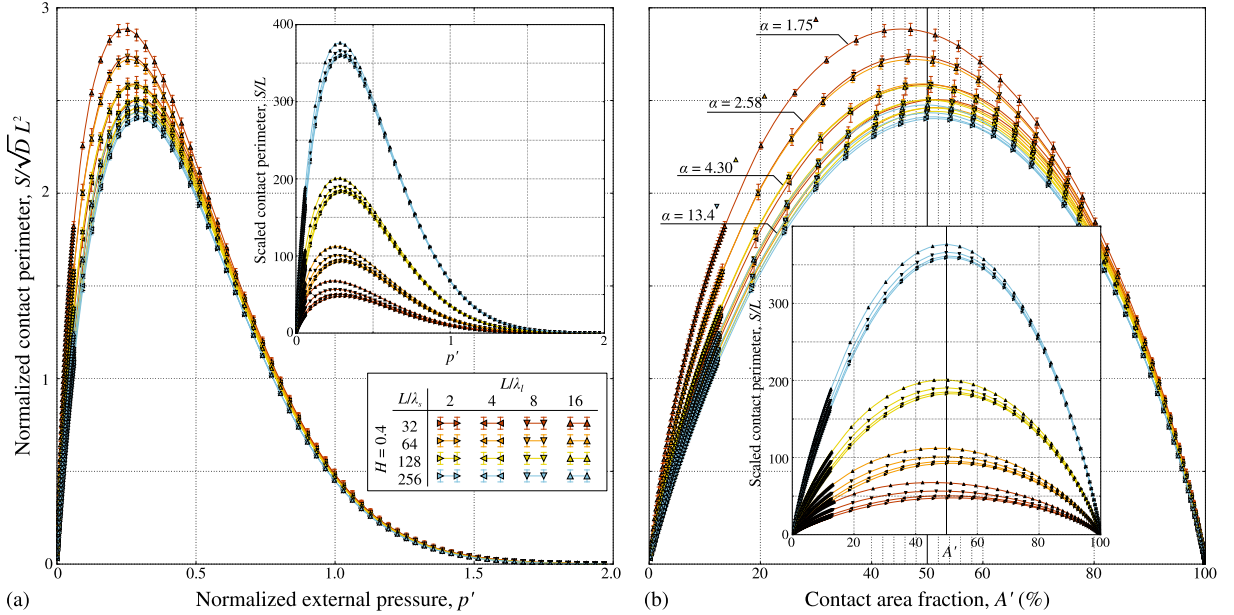 Normalized contact perimeter, S/√D L²
3
2
1
0
0
0.5
1.0
1.5
2.0
(a)
Normalized external pressure, p′
Scaled contact perimeter, S/L
400
300
200
100
0
0
1
2
p′
L/λₗ
L/λₛ 2 4 8 16
H = 0.4
32
64
128
256
α = 1.75▲
α = 2.58▲
α = 4.30▲
α = 13.4▼
Scaled contact perimeter, S/L
300
200
100
0
0 20 40 60 80 100
A′
0 20 40 50 60 80 100
(b)
Contact area fraction, A′ (%)